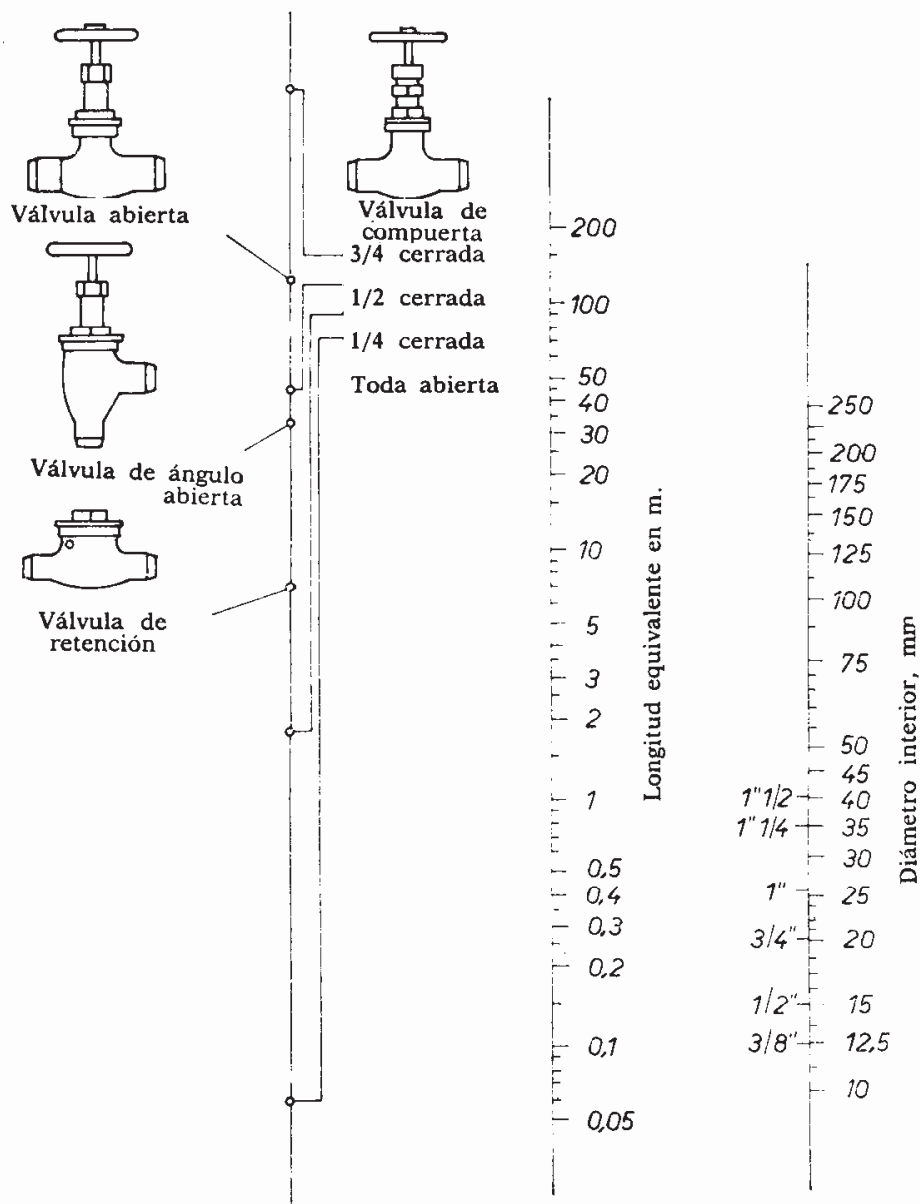 Válvula abierta
Válvula de
compuerta
3/4 cerrada
1/2 cerrada
1/4 cerrada
Toda abierta
Válvula de ángulo
abierta
Válvula de
retención
200
100
50
40
30
20
10
5
3
2
1
0,5
0,4
0,3
0,2
0,1
0,05
Longitud equivalente en m.
250
200
175
150
125
100
75
50
45
1"1/2 40
1"1/4 35
30
1" 25
3/4" 20
1/2" 15
3/8" 12,5
10
Diámetro interior, mm